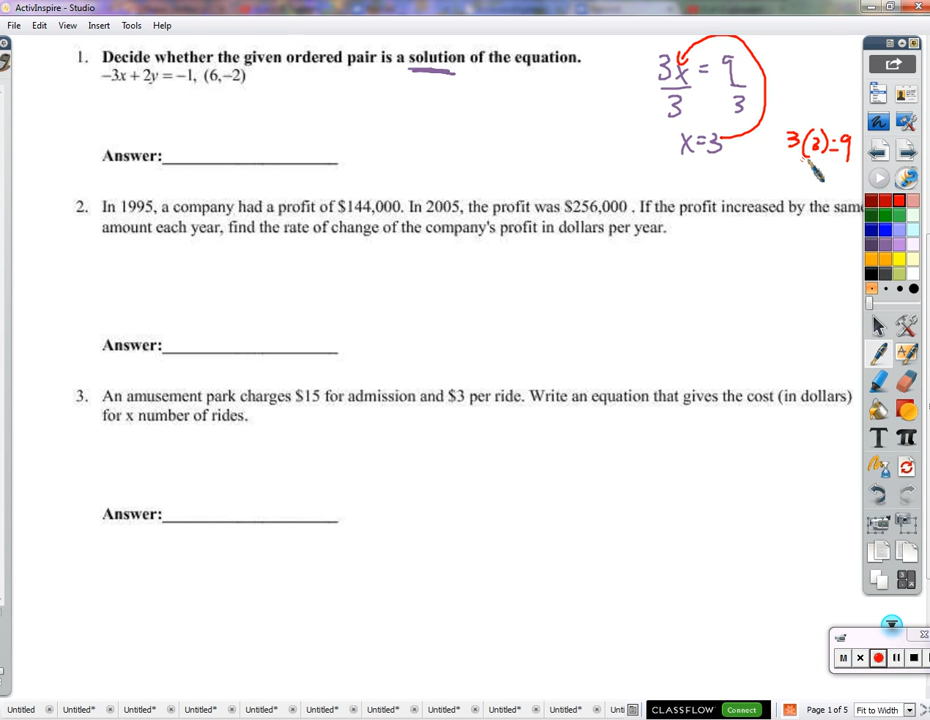 ActivInspire - Studio
File Edit View Insert Tools Help
1. Decide whether the given ordered pair is a solution of the equation.
−3x + 2y = −1, (6,−2)
3x = 9
3 3
x=3
3(3)=9
Answer:____________________
2. In 1995, a company had a profit of $144,000. In 2005, the profit was $256,000 . If the profit increased by the same
amount each year, find the rate of change of the company's profit in dollars per year.
Answer:____________________
3. An amusement park charges $15 for admission and $3 per ride. Write an equation that gives the cost (in dollars)
for x number of rides.
Answer:____________________
T π
M
Untitled Untitled* Untitled* Untitled* Untitled* Untitled* Untitled* Untitled* Untitled* Untitled* Unti CLASSFLOW Connect Page 1 of 5 Fit to Width